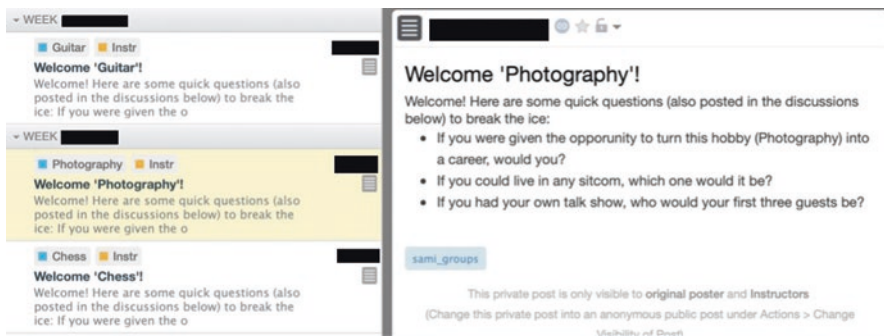 WEEK
Guitar Instr
Welcome 'Guitar'!
Welcome! Here are some quick questions (also
posted in the discussions below) to break the
ice: If you were given the o
WEEK
Photography Instr
Welcome 'Photography'!
Welcome! Here are some quick questions (also
posted in the discussions below) to break the
ice: If you were given the o
Chess Instr
Welcome 'Chess'!
Welcome! Here are some quick questions (also
posted in the discussions below) to break the
ice: If you were given the o
Welcome 'Photography'!
Welcome! Here are some quick questions (also posted in the discussions
below) to break the ice:
• If you were given the opporunity to turn this hobby (Photography) into
a career, would you?
• If you could live in any sitcom, which one would it be?
• If you had your own talk show, who would your first three guests be?
sami_groups
This private post is only visible to original poster and Instructors
(Change this private post into an anonymous public post under Actions > Change
Visibility of Post)